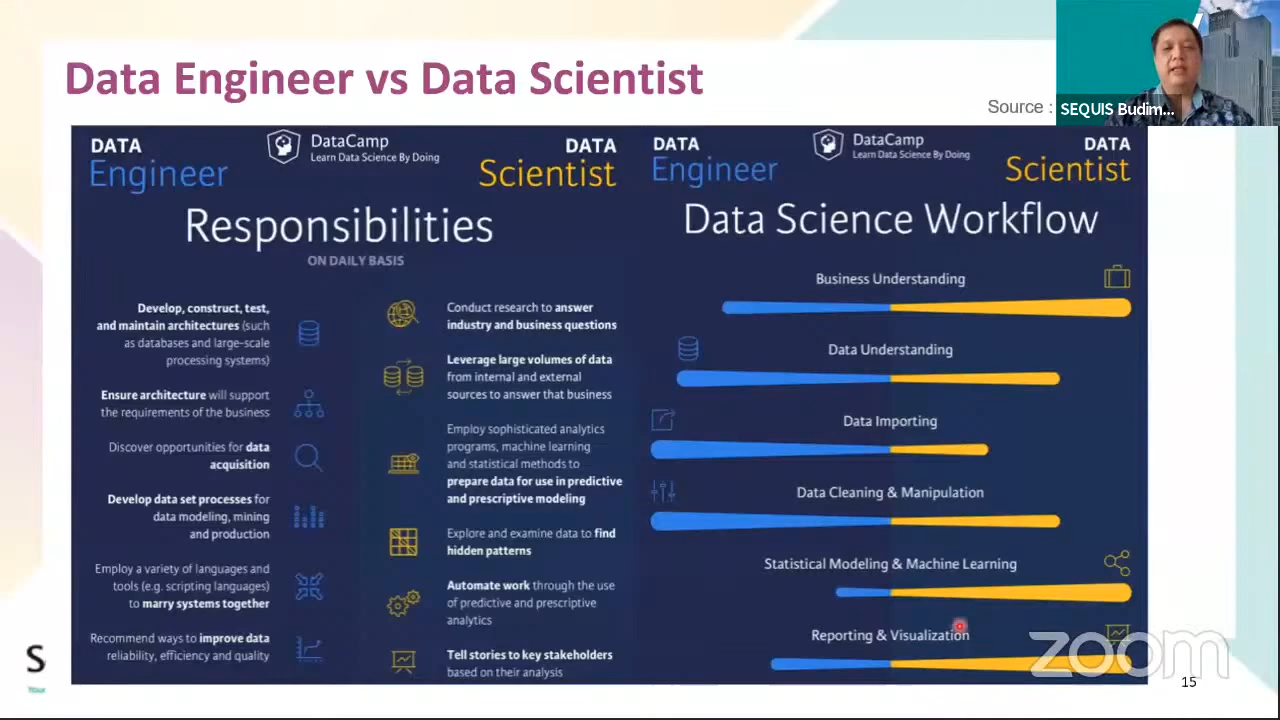 Data Engineer vs Data Scientist
Source :
SEQUIS Budim...
DATA
Engineer
DataCamp
Learn Data Science By Doing
DATA
Scientist
Responsibilities
ON DAILY BASIS
Develop, construct, test,
and maintain architectures (such
as databases and large-scale
processing systems)
Ensure architecture will support
the requirements of the business
Discover opportunities for data
acquisition
Develop data set processes for
data modeling, mining
and production
Employ a variety of languages and
tools (e.g. scripting languages)
to marry systems together
Recommend ways to improve data
reliability, efficiency and quality
Conduct research to answer
industry and business questions
Leverage large volumes of data
from internal and external
sources to answer that business
Employ sophisticated analytics
programs, machine learning
and statistical methods to
prepare data for use in predictive
and prescriptive modeling
Explore and examine data to find
hidden patterns
Automate work through the use
of predictive and prescriptive
analytics
Tell stories to key stakeholders
based on their analysis
DATA
Engineer
DataCamp
Learn Data Science By Doing
DATA
Scientist
Data Science Workflow
Business Understanding
Data Understanding
Data Importing
Data Cleaning & Manipulation
Statistical Modeling & Machine Learning
Reporting & Visualization
zoom
S
Your
15